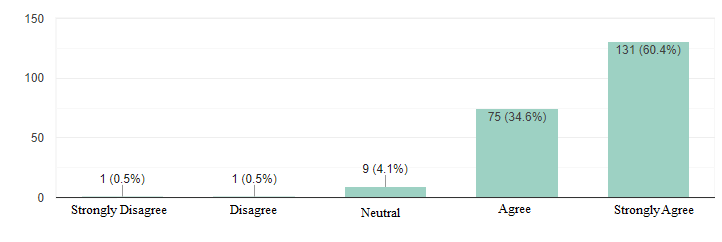 150
100
50
0
1 (0.5%)
1 (0.5%)
9 (4.1%)
75 (34.6%)
131 (60.4%)
Strongly Disagree
Disagree
Neutral
Agree
Strongly Agree